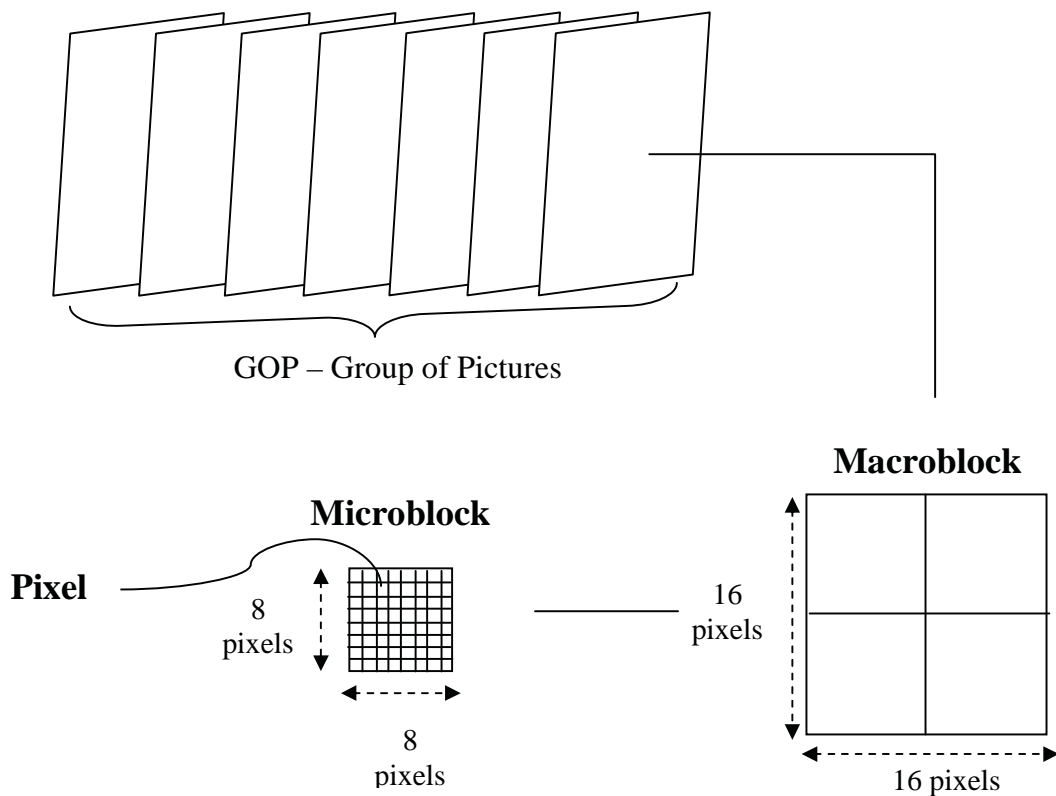 GOP – Group of Pictures
Macroblock
Microblock
Pixel
8
pixels
8
pixels
16
pixels
16 pixels